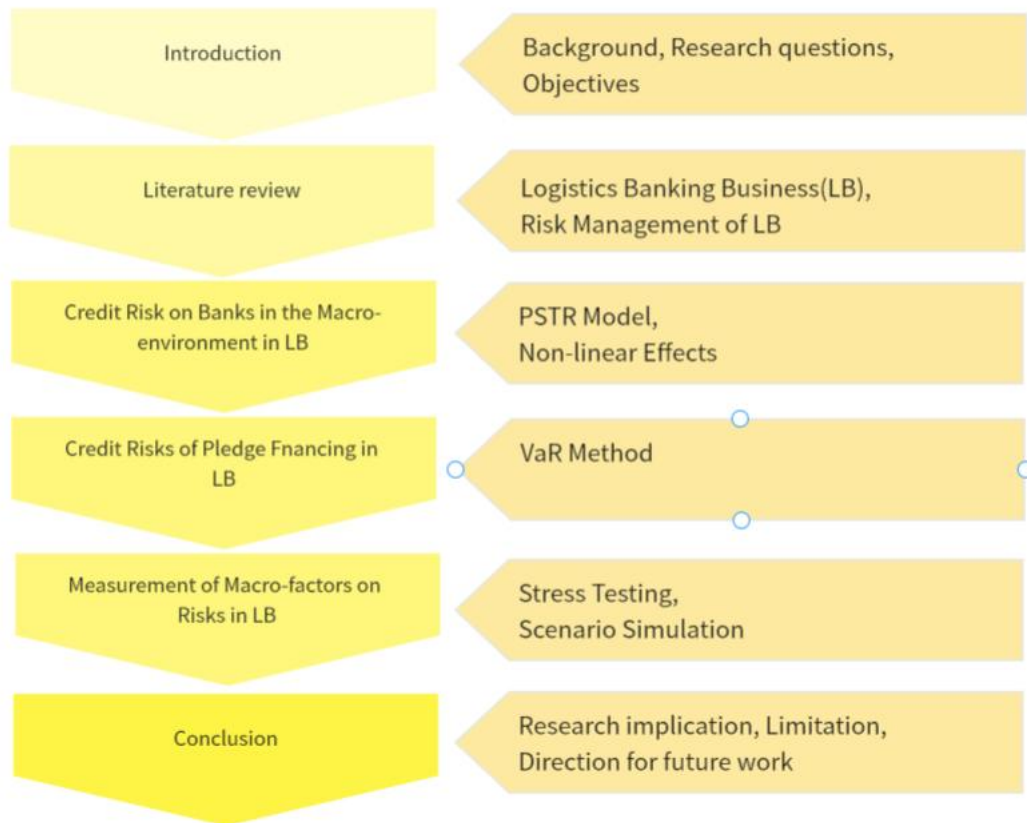 Introduction
Background, Research questions,
Objectives
Literature review
Logistics Banking Business(LB),
Risk Management of LB
Credit Risk on Banks in the Macro-
environment in LB
PSTR Model,
Non-linear Effects
Credit Risks of Pledge Fnancing in
LB
VaR Method
Measurement of Macro-factors on
Risks in LB
Stress Testing,
Scenario Simulation
Conclusion
Research implication, Limitation,
Direction for future work